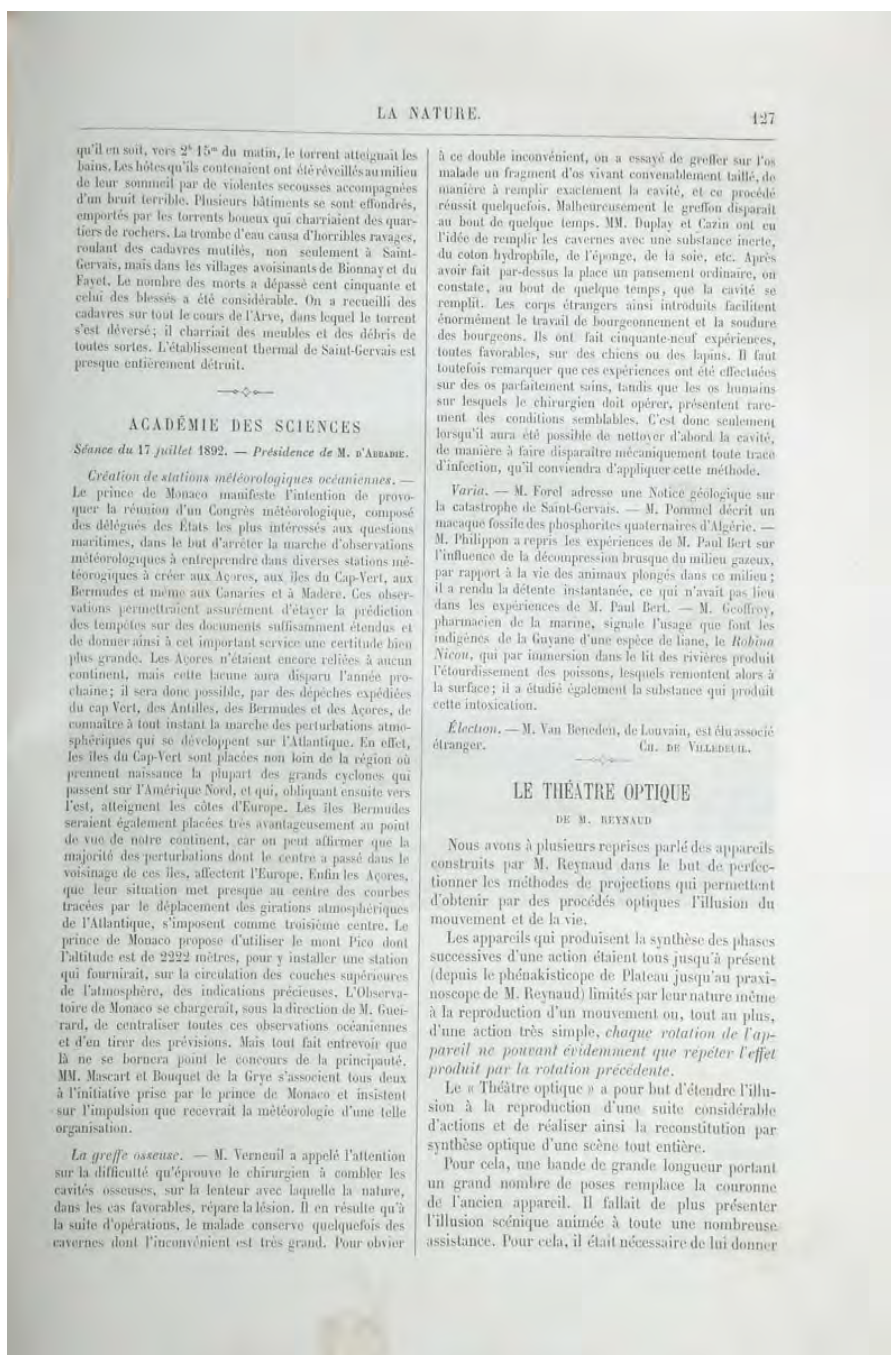 LA NATURE.
127
qu'il en soit, vers 2ʰ 15ᵐ du matin, le torrent atteignait les
bains. Les hôtes qu'ils contenaient ont été réveillés au milieu
de leur sommeil par de violentes secousses accompagnées
d'un bruit terrible. Plusieurs bâtiments se sont effondrés,
emportés par les torrents boueux qui charriaient des quar-
tiers de rochers. La trombe d'eau causa d'horribles ravages,
roulant des cadavres mutilés, non seulement à Saint-
Gervais, mais dans les villages avoisinants de Bionnay et du
Fayet. Le nombre des morts a dépassé cent cinquante et
celui des blessés a été considérable. On a recueilli des
cadavres sur tout le cours de l'Arve, dans lequel le torrent
s'est déversé; il charriait des meubles et des débris de
toutes sortes. L'établissement thermal de Saint-Gervais est
presque entièrement détruit.
ACADÉMIE DES SCIENCES
Séance du 17 juillet 1892. — Présidence de M. D'ABBADIE.
Création de stations météorologiques océaniennes. —
Le prince de Monaco manifeste l'intention de provo-
quer la réunion d'un Congrès météorologique, composé
des délégués des États les plus intéressés aux questions
maritimes, dans le but d'arrêter la marche d'observations
météorologiques à entreprendre dans diverses stations mé-
téorogiques à créer aux Açores, aux îles du Cap-Vert, aux
Bermudes et même aux Canaries et à Madère. Ces obser-
vations permettraient assurément d'étayer la prédiction
des tempêtes sur des documents suffisamment étendus et
de donner ainsi à cet important service une certitude bien
plus grande. Les Açores n'étaient encore reliées à aucun
continent, mais cette lacune aura disparu l'année pro-
chaine; il sera donc possible, par des dépêches expédiées
du cap Vert, des Antilles, des Bermudes et des Açores, de
connaître à tout instant la marche des perturbations atmo-
sphériques qui se développent sur l'Atlantique. En effet,
les îles du Cap-Vert sont placées non loin de la région où
prennent naissance la plupart des grands cyclones qui
passent sur l'Amérique Nord, et qui, obliquant ensuite vers
l'est, atteignent les côtes d'Europe. Les îles Bermudes
seraient également placées très avantageusement au point
de vue de notre continent, car on peut affirmer que la
majorité des perturbations dont le centre a passé dans le
voisinage de ces îles, affectent l'Europe. Enfin les Açores,
que leur situation met presque au centre des courbes
tracées par le déplacement des girations atmosphériques
de l'Atlantique, s'imposent comme troisième centre. Le
prince de Monaco propose d'utiliser le mont Pico dont
l'altitude est de 2222 mètres, pour y installer une station
qui fournirait, sur la circulation des couches supérieures
de l'atmosphère, des indications précieuses. L'Observa-
toire de Monaco se chargerait, sous la direction de M. Guei-
rard, de centraliser toutes ces observations océaniennes
et d'en tirer des prévisions. Mais tout fait entrevoir que
là ne se bornera point le concours de la principauté.
MM. Mascart et Bouquet de la Grye s'associent tous deux
à l'initiative prise par le prince de Monaco et insistent
sur l'impulsion que recevrait la météorologie d'une telle
organisation.
La greffe osseuse. — M. Verneuil a appelé l'attention
sur la difficulté qu'éprouve le chirurgien à combler les
cavités osseuses, sur la lenteur avec laquelle la nature,
dans les cas favorables, répare la lésion. Il en résulte qu'à
la suite d'opérations, le malade conserve quelquefois des
cavernes dont l'inconvénient est très grand. Pour obvier
à ce double inconvénient, on a essayé de greffer sur l'os
malade un fragment d'os vivant convenablement taillé, de
manière à remplir exactement la cavité, et ce procédé
réussit quelquefois. Malheureusement le greffon disparaît
au bout de quelque temps. MM. Duplay et Cazin ont eu
l'idée de remplir les cavernes avec une substance inerte,
du coton hydrophile, de l'éponge, de la soie, etc. Après
avoir fait par-dessus la place un pansement ordinaire, on
constate, au bout de quelque temps, que la cavité se
remplit. Les corps étrangers ainsi introduits facilitent
énormément le travail de bourgeonnement et la soudure
des bourgeons. Ils ont fait cinquante-neuf expériences,
toutes favorables, sur des chiens ou des lapins. Il faut
toutefois remarquer que ces expériences ont été effectuées
sur des os parfaitement sains, tandis que les os humains
sur lesquels le chirurgien doit opérer, présentent rare-
ment des conditions semblables. C'est donc seulement
lorsqu'il aura été possible de nettoyer d'abord la cavité,
de manière à faire disparaître mécaniquement toute trace
d'infection, qu'il conviendra d'appliquer cette méthode.
Varia. — M. Forel adresse une Notice géologique sur
la catastrophe de Saint-Gervais. — M. Pommel décrit un
macaque fossile des phosphorites quaternaires d'Algérie. —
M. Philippon a repris les expériences de M. Paul Bert sur
l'influence de la décompression brusque du milieu gazeux,
par rapport à la vie des animaux plongés dans ce milieu;
il a rendu la détente instantanée, ce qui n'avait pas lieu
dans les expériences de M. Paul Bert. — M. Geoffroy,
pharmacien de la marine, signale l'usage que font les
indigènes de la Guyane d'une espèce de liane, le Robina
Nicou, qui par immersion dans le lit des rivières produit
l'étourdissement des poissons, lesquels remontent alors à
la surface; il a étudié également la substance qui produit
cette intoxication.
Élection. — M. Van Beneden, de Louvain, est élu associé
étranger. CH. DE VILLEDEUIL.
LE THÉATRE OPTIQUE
DE M. REYNAUD
Nous avons à plusieurs reprises parlé des appareils
construits par M. Reynaud dans le but de perfec-
tionner les méthodes de projections qui permettent
d'obtenir par des procédés optiques l'illusion du
mouvement et de la vie.
Les appareils qui produisent la synthèse des phases
successives d'une action étaient tous jusqu'à présent
(depuis le phénakisticope de Plateau jusqu'au praxi-
noscope de M. Reynaud) limités par leur nature même
à la reproduction d'un mouvement ou, tout au plus,
d'une action très simple, chaque rotation de l'ap-
pareil ne pouvant évidemment que répéter l'effet
produit par la rotation précédente.
Le « Théâtre optique » a pour but d'étendre l'illu-
sion à la reproduction d'une suite considérable
d'actions et de réaliser ainsi la reconstitution par
synthèse optique d'une scène tout entière.
Pour cela, une bande de grande longueur portant
un grand nombre de poses remplace la couronne
de l'ancien appareil. Il fallait de plus présenter
l'illusion scénique animée à toute une nombreuse
assistance. Pour cela, il était nécessaire de lui donner